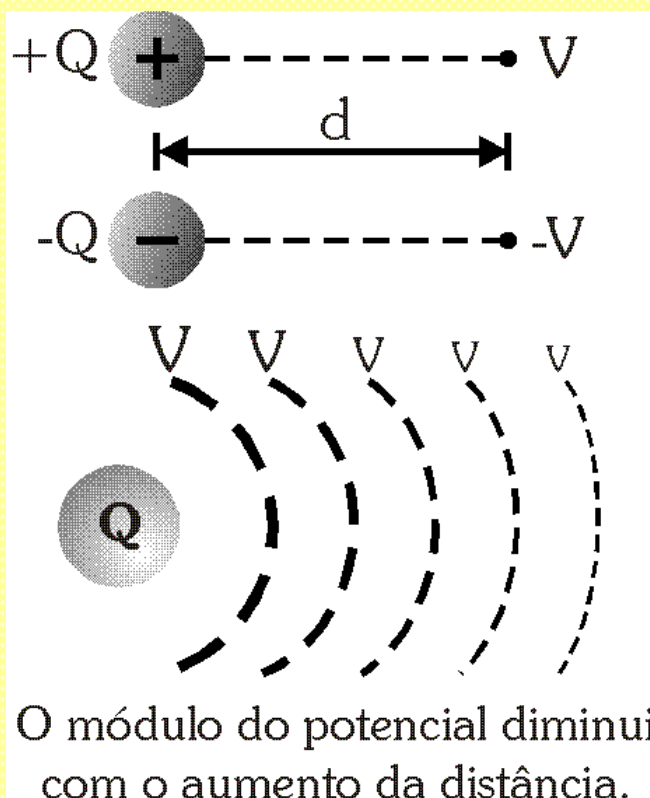 +Q + V
d
-Q - -V
V V V V V
Q
O módulo do potencial diminui
com o aumento da distância.